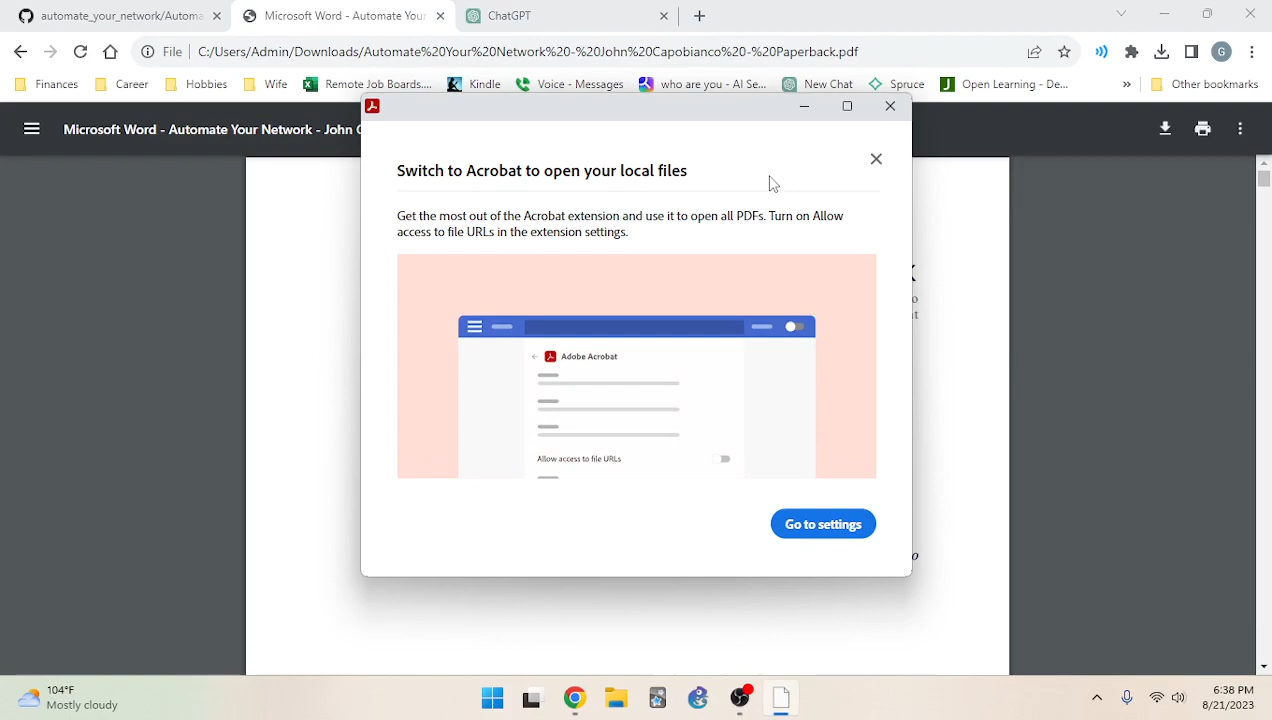 automate_your_network/Automa
Microsoft Word - Automate Your
ChatGPT
File
C:/Users/Admin/Downloads/Automate%20Your%20Network%20-%20John%20Capobianco%20-%20Paperback.pdf
G
Finances
Career
Hobbies
Wife
Remote Job Boards....
Kindle
Voice - Messages
who are you - AI Se...
New Chat
Spruce
Open Learning - De...
»
Other bookmarks
Microsoft Word - Automate Your Network - John C
Switch to Acrobat to open your local files
Get the most out of the Acrobat extension and use it to open all PDFs. Turn on Allow
access to file URLs in the extension settings.
Adobe Acrobat
Allow access to file URLs
Go to settings
104°F
Mostly cloudy
6:38 PM
8/21/2023